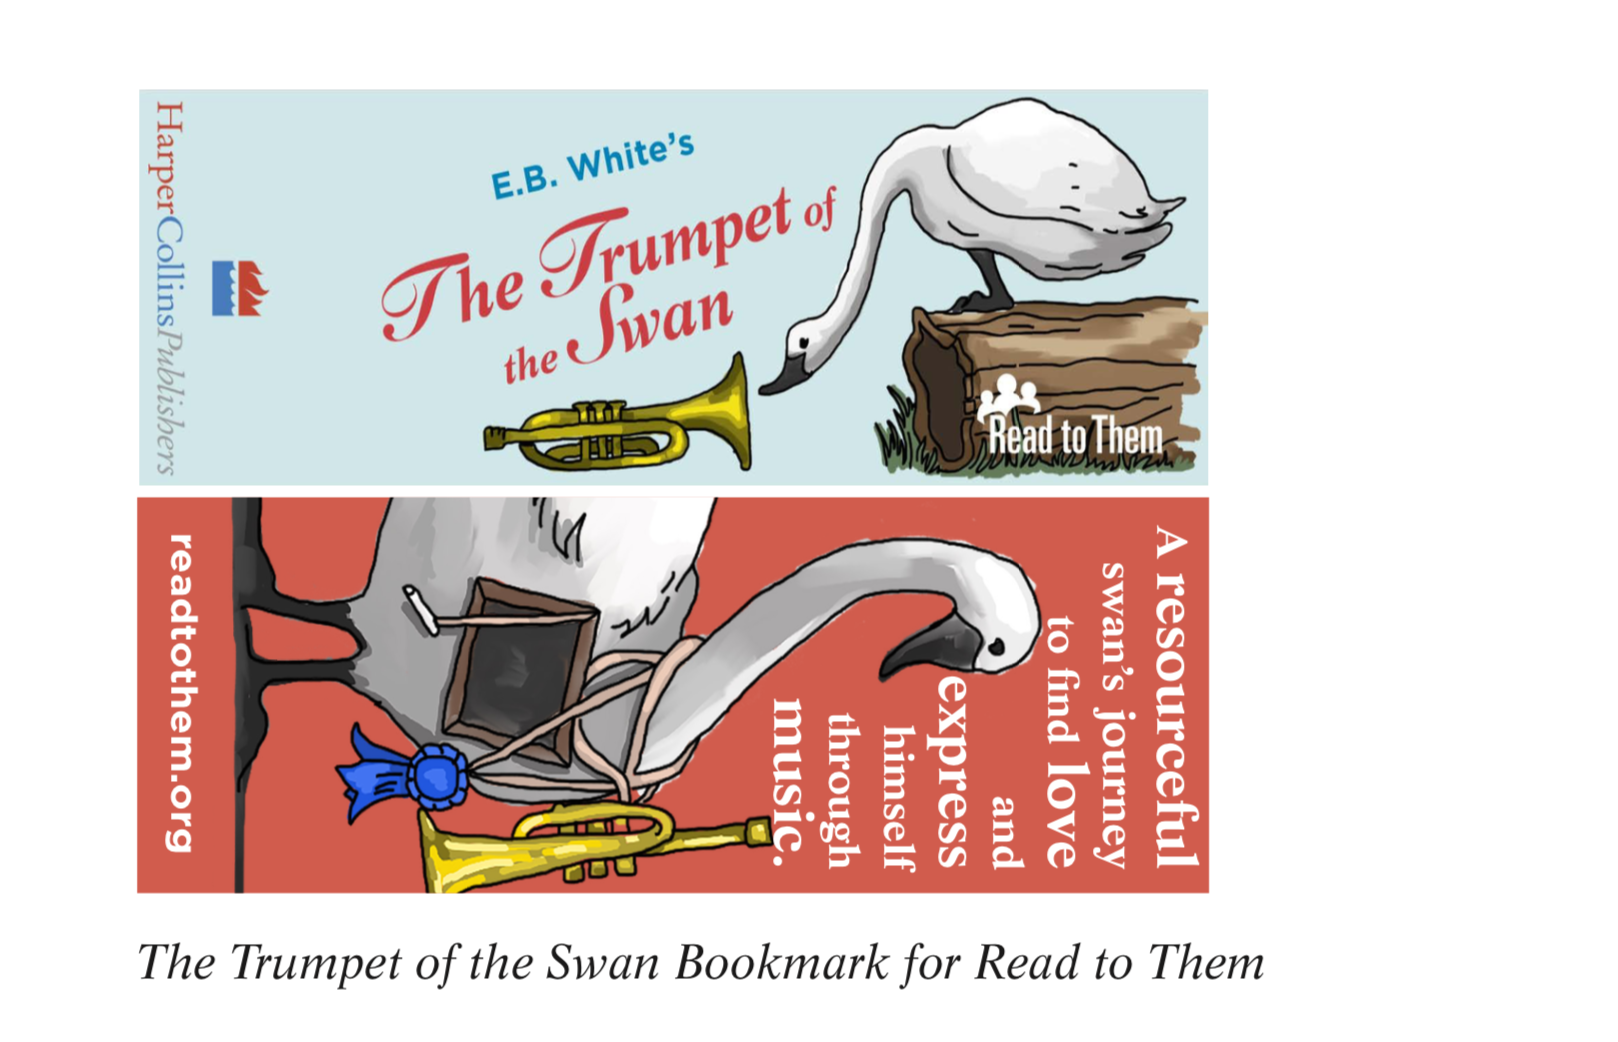 HarperCollinsPublishers
E.B. White's
The Trumpet of
the Swan
Read to Them
A resourceful
swan's journey
to find love
and
express
himself
through
music.
readtothem.org
The Trumpet of the Swan Bookmark for Read to Them